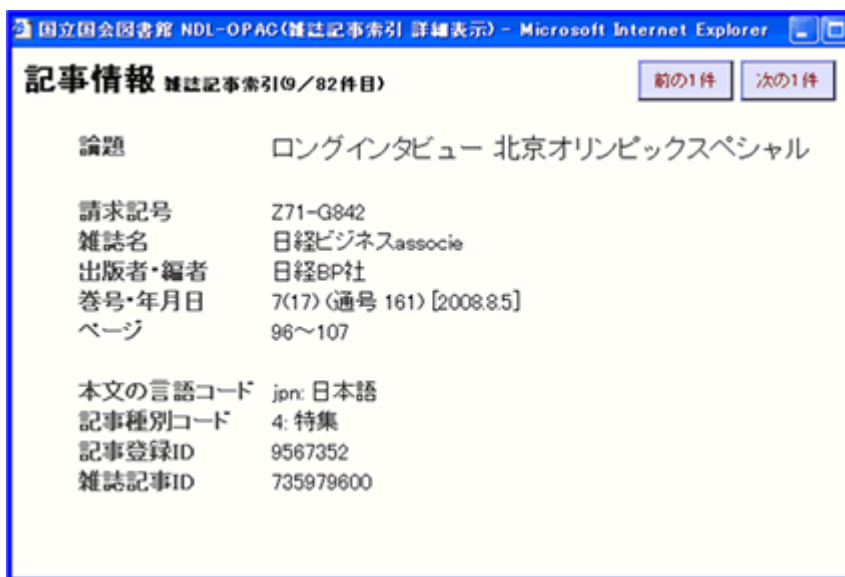 国立国会図書館 NDL-OPAC(雑誌記事索引 詳細表示) - Microsoft Internet Explorer
記事情報 雑誌記事索引(9/82件目) 前の1件 次の1件
論題 ロングインタビュー 北京オリンピックスペシャル
請求記号 Z71-G842
雑誌名 日経ビジネスassocie
出版者・編者 日経BP社
巻号・年月日 7(17) (通号 161) [2008.8.5]
ページ 96～107
本文の言語コード jpn: 日本語
記事種別コード 4: 特集
記事登録ID 9567352
雑誌記事ID 735979600